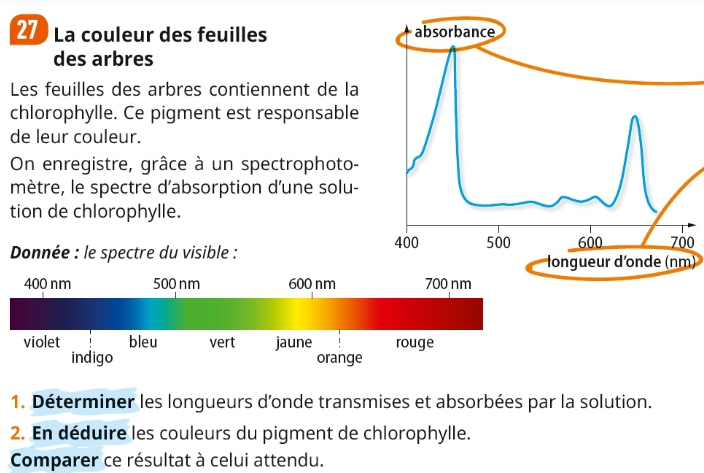 27 La couleur des feuilles
des arbres
Les feuilles des arbres contiennent de la
chlorophylle. Ce pigment est responsable
de leur couleur.
On enregistre, grâce à un spectrophoto-
mètre, le spectre d’absorption d’une solu-
tion de chlorophylle.
Donnée : le spectre du visible :
400 nm 500 nm 600 nm 700 nm
violet bleu vert jaune rouge
indigo orange
absorbance
400 500 600 700
longueur d’onde (nm)
1. Déterminer les longueurs d’onde transmises et absorbées par la solution.
2. En déduire les couleurs du pigment de chlorophylle.
Comparer ce résultat à celui attendu.